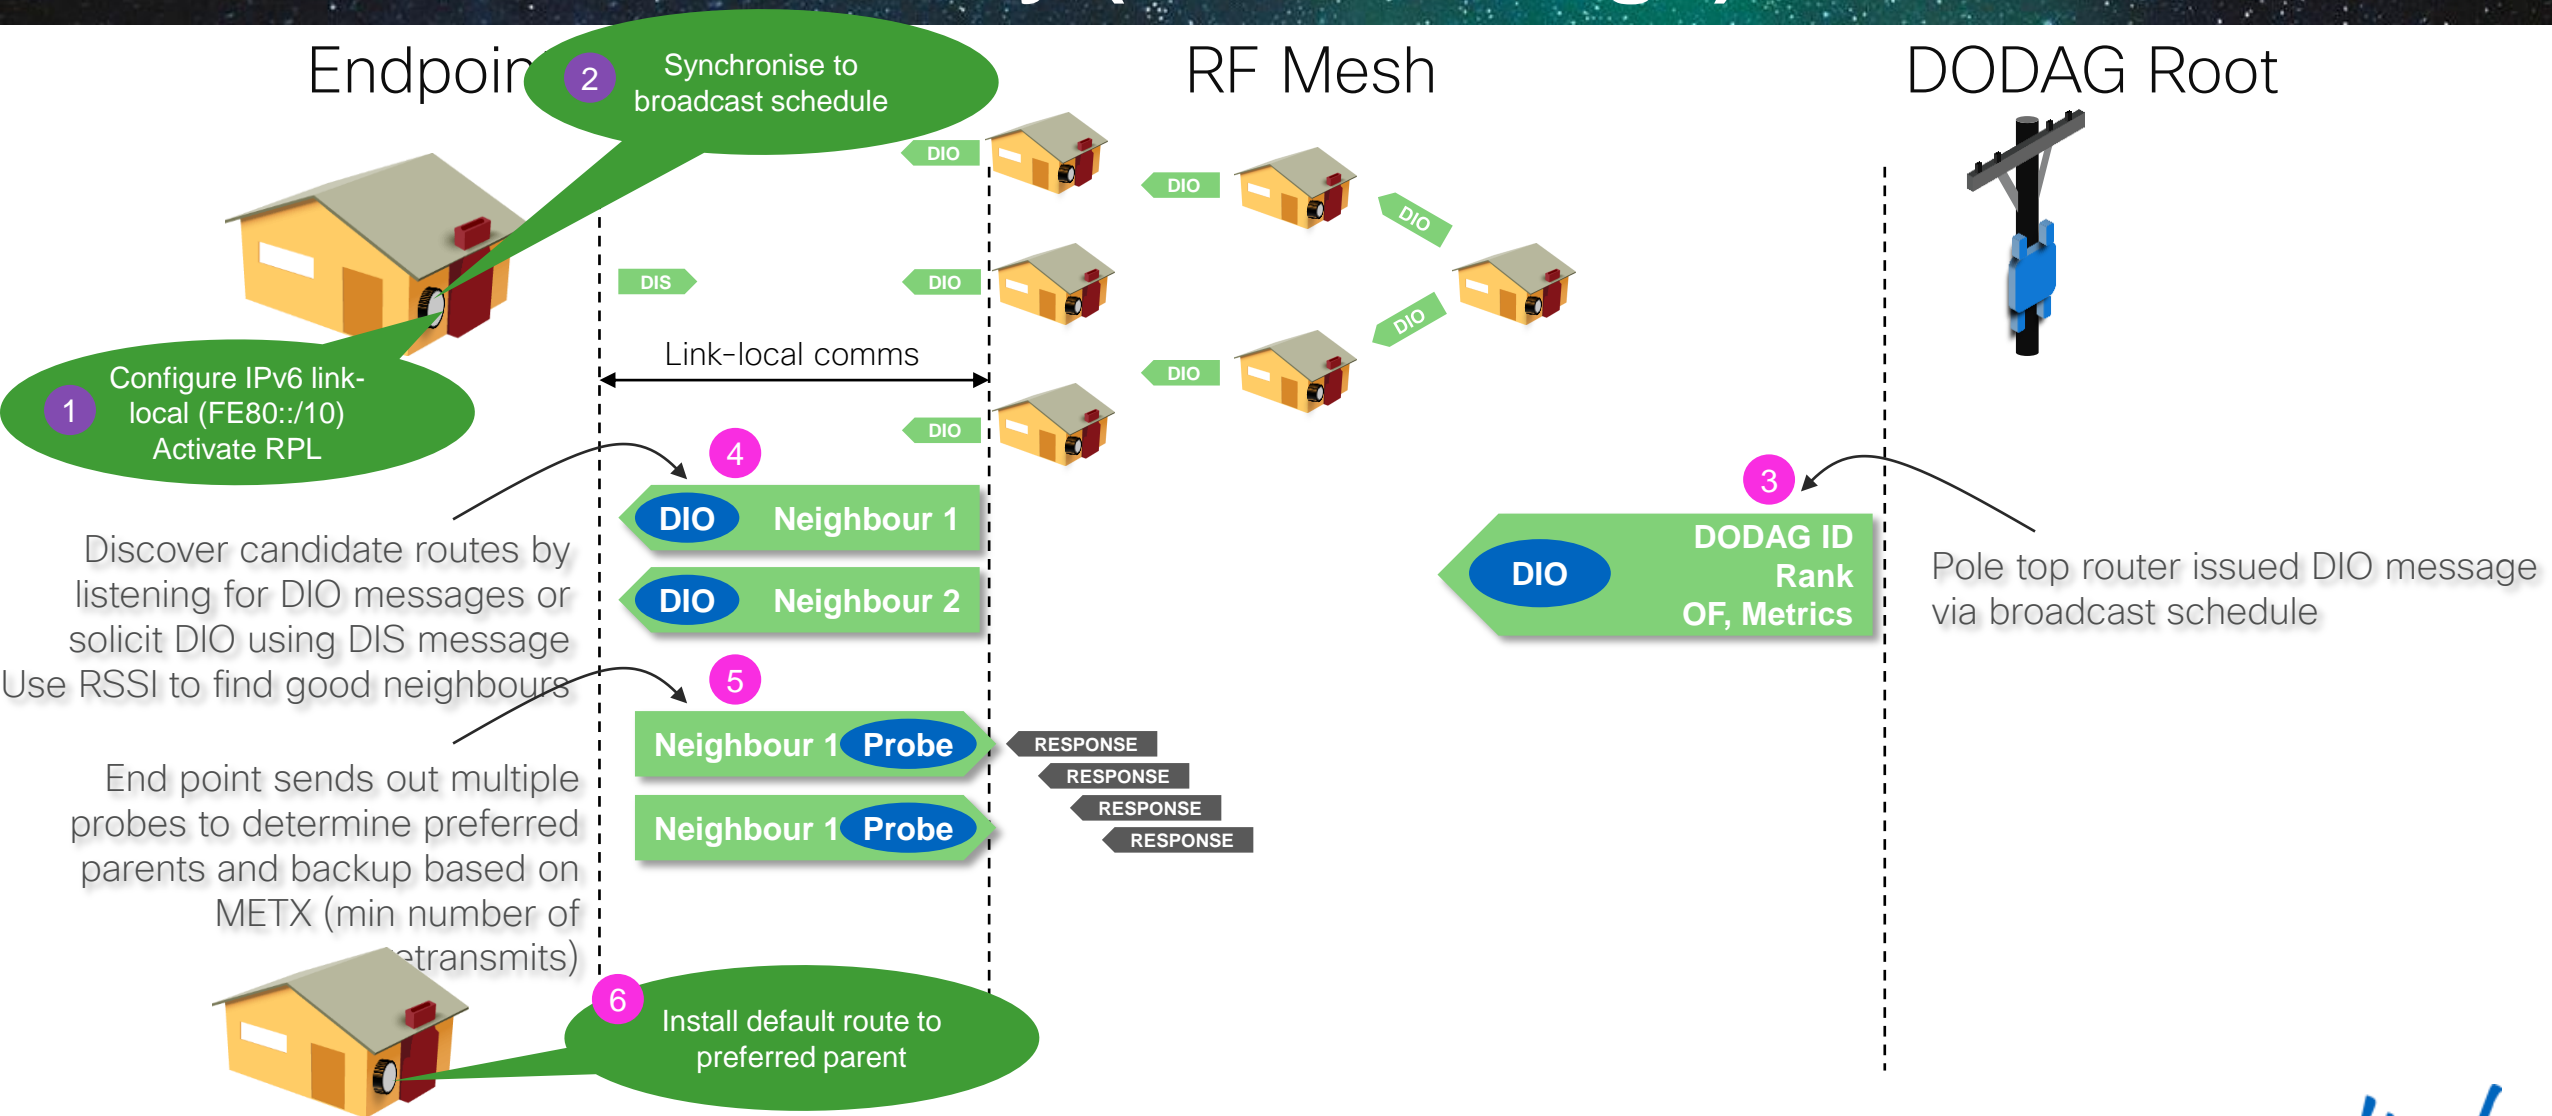 Endpoin
RF Mesh
DODAG Root
2
Synchronise to
broadcast schedule
DIO
DIO
DIO
DIS
DIO
DIO
Link-local comms
DIO
DIO
1
Configure IPv6 link-
local (FE80::/10)
Activate RPL
4
DIO Neighbour 1
DIO Neighbour 2
Discover candidate routes by
listening for DIO messages or
solicit DIO using DIS message
Use RSSI to find good neighbours
3
DIO
DODAG ID
Rank
OF, Metrics
Pole top router issued DIO message
via broadcast schedule
5
Neighbour 1 Probe
Neighbour 1 Probe
RESPONSE
RESPONSE
RESPONSE
RESPONSE
End point sends out multiple
probes to determine preferred
parents and backup based on
METX (min number of
etransmits)
6
Install default route to
preferred parent